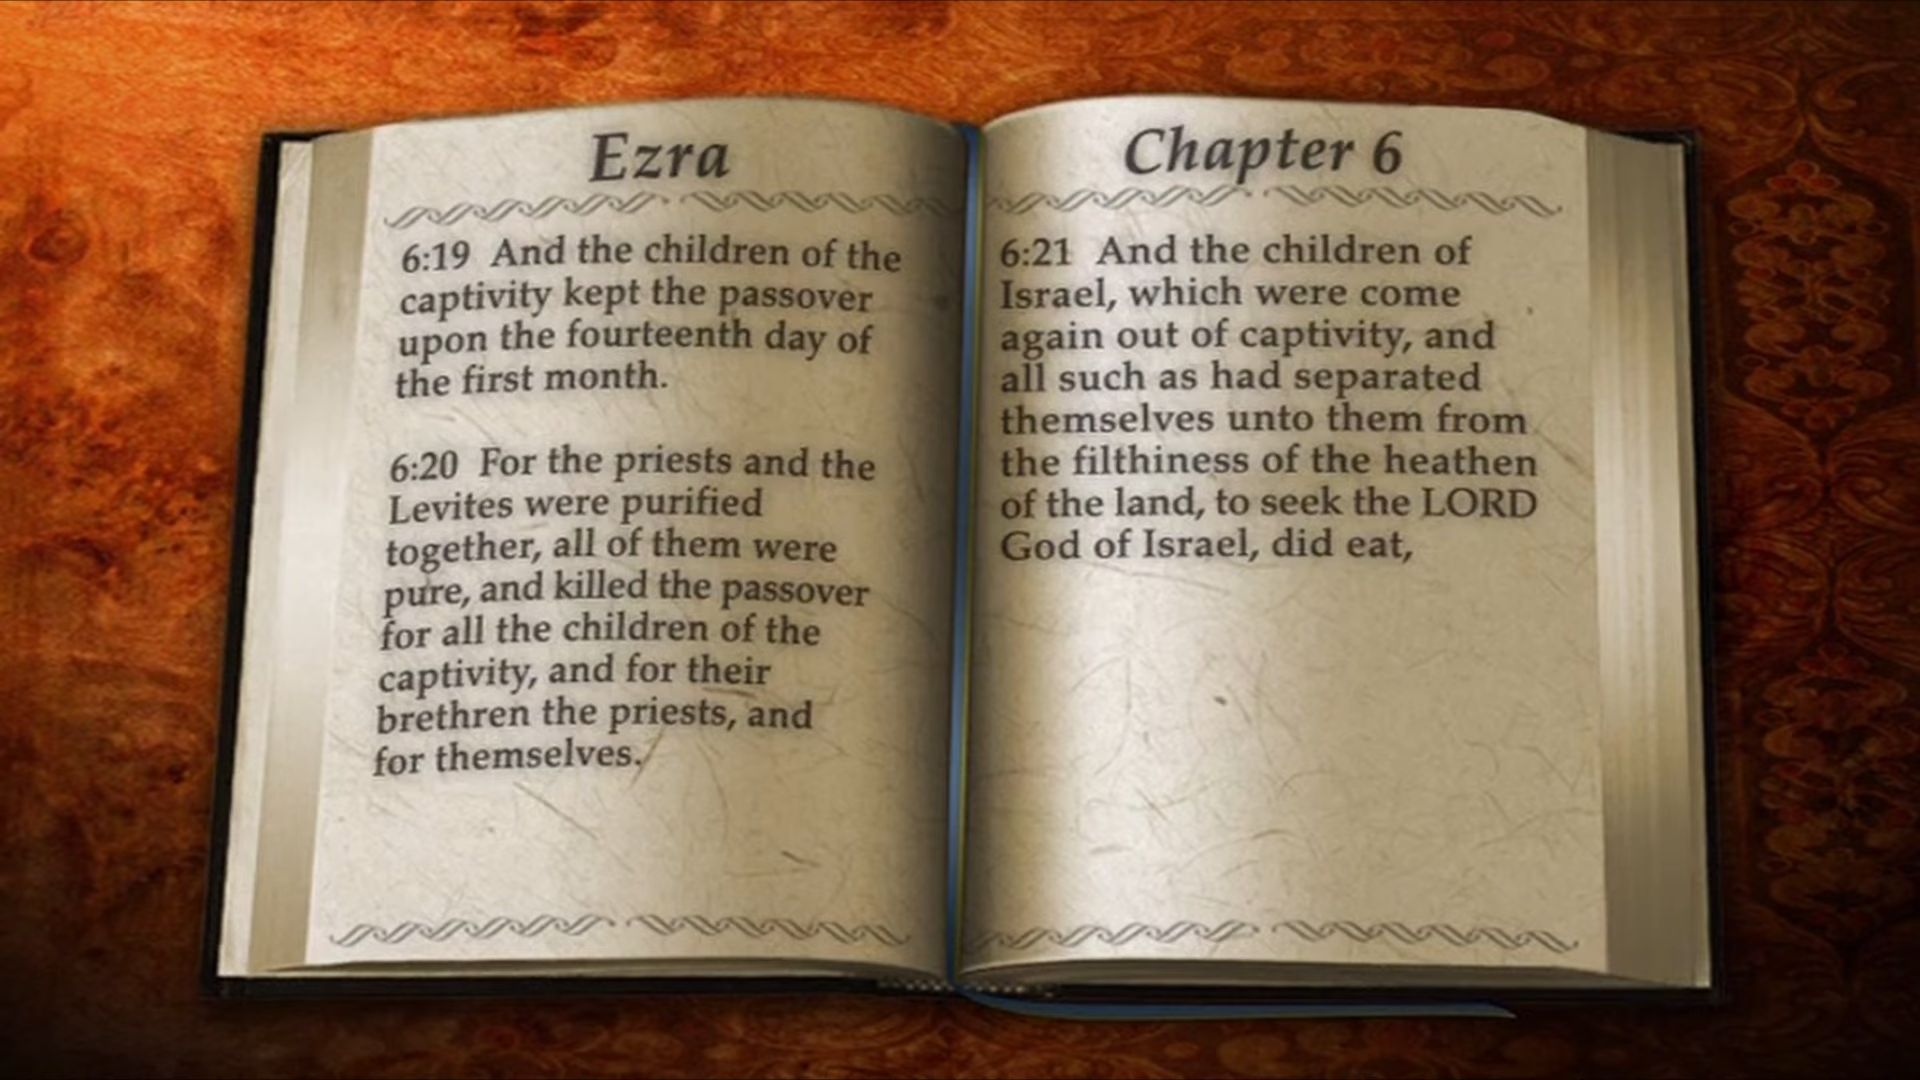 Ezra
6:19 And the children of the
captivity kept the passover
upon the fourteenth day of
the first month.
6:20 For the priests and the
Levites were purified
together, all of them were
pure, and killed the passover
for all the children of the
captivity, and for their
brethren the priests, and
for themselves.
Chapter 6
6:21 And the children of
Israel, which were come
again out of captivity, and
all such as had separated
themselves unto them from
the filthiness of the heathen
of the land, to seek the LORD
God of Israel, did eat,